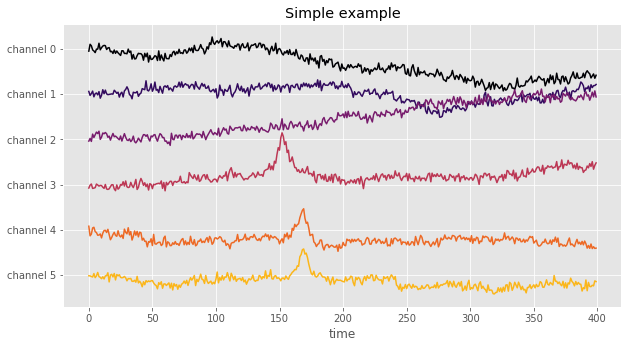 Simple example
channel 0
channel 1
channel 2
channel 3
channel 4
channel 5
0 50 100 150 200 250 300 350 400
time